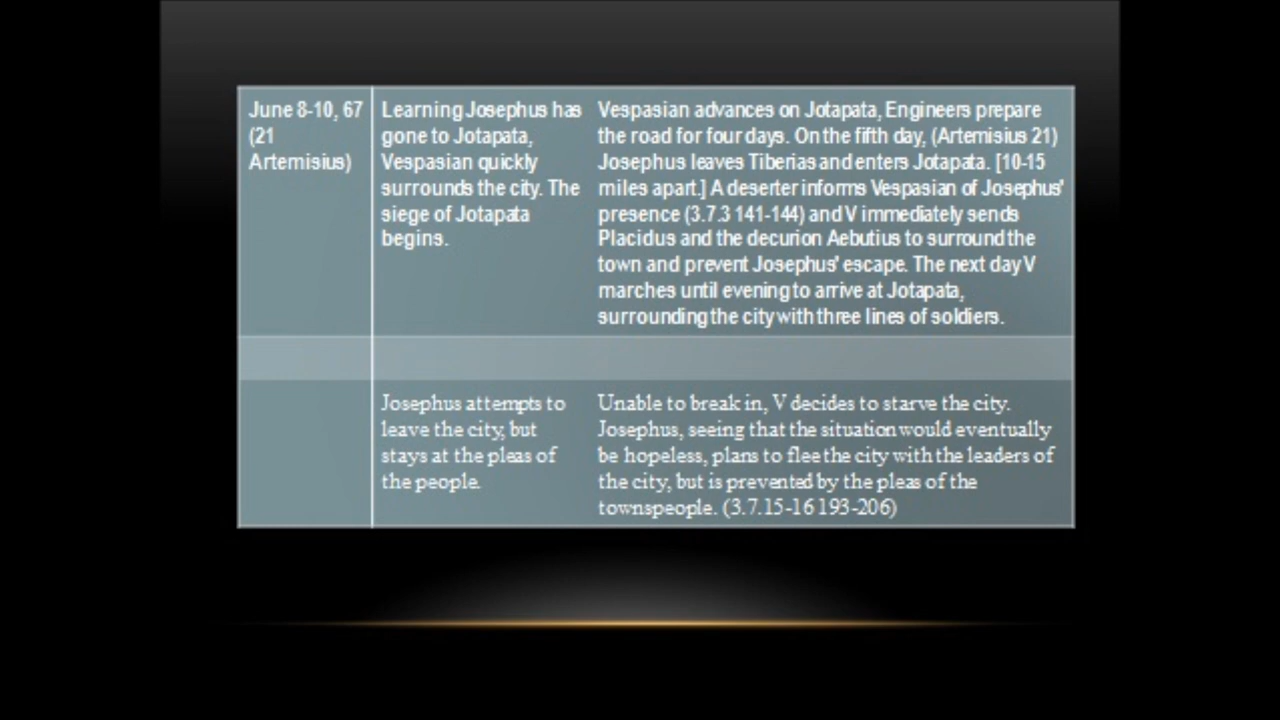 June 8-10, 67
(21
Artemisius)
Learning Josephus has
gone to Jotapata,
Vespasian quickly
surrounds the city. The
siege of Jotapata
begins.
Vespasian advances on Jotapata, Engineers prepare
the road for four days. On the fifth day, (Artemisius 21)
Josephus leaves Tiberias and enters Jotapata. [10-15
miles apart.] A deserter informs Vespasian of Josephus'
presence (3.7.3 141-144) and V immediately sends
Placidus and the decurion Aebutius to surround the
town and prevent Josephus' escape. The next day V
marches until evening to arrive at Jotapata,
surrounding the city with three lines of soldiers.
Josephus attempts to
leave the city, but
stays at the pleas of
the people.
Unable to break in, V decides to starve the city.
Josephus, seeing that the situation would eventually
be hopeless, plans to flee the city with the leaders of
the city, but is prevented by the pleas of the
townspeople. (3.7.15-16 193-206)